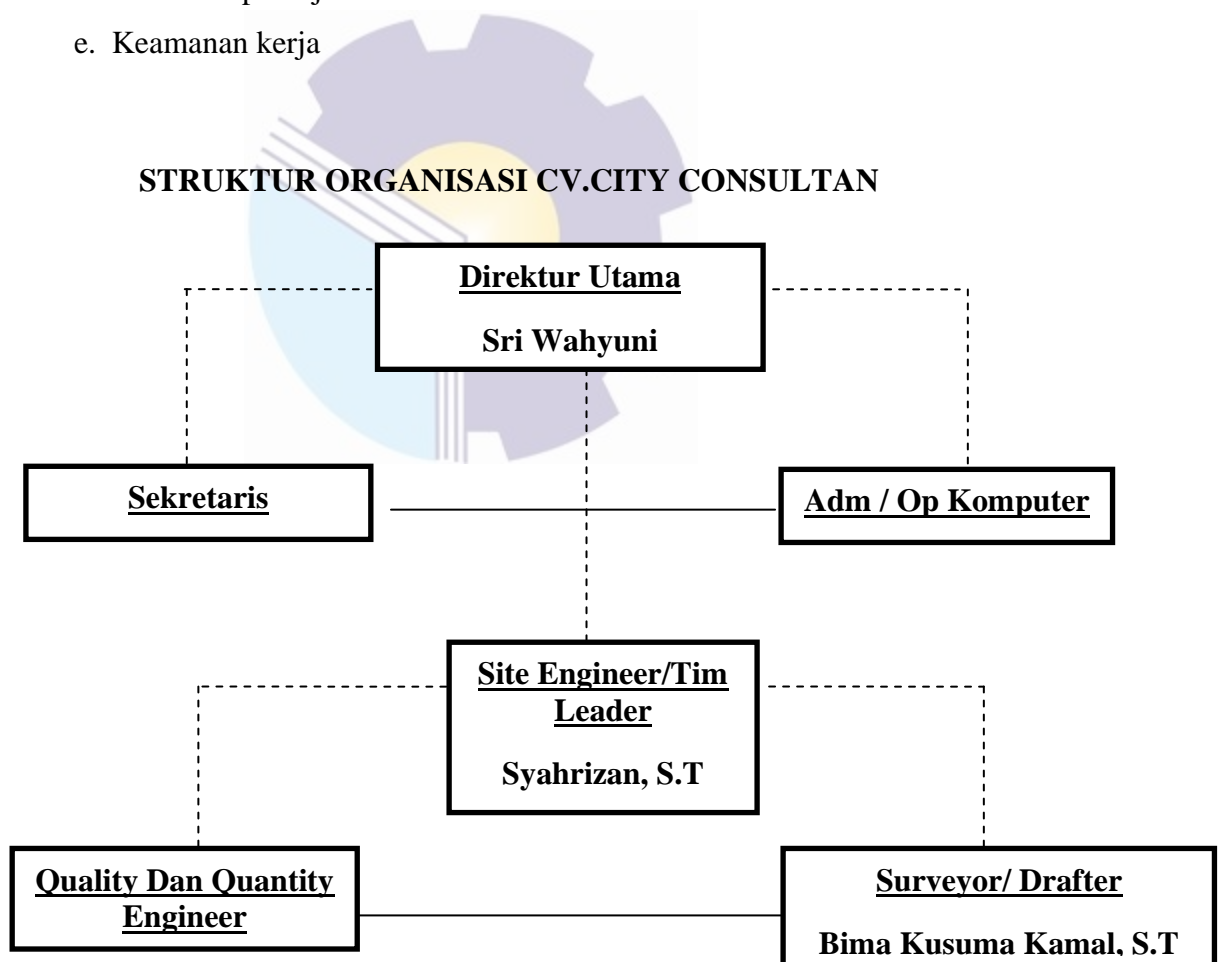 e. Keamanan kerja
STRUKTUR ORGANISASI CV.CITY CONSULTAN
Direktur Utama
Sri Wahyuni
Sekretaris
Adm / Op Komputer
Site Engineer/Tim
Leader
Syahrizan, S.T
Quality Dan Quantity
Engineer
Surveyor/ Drafter
Bima Kusuma Kamal, S.T